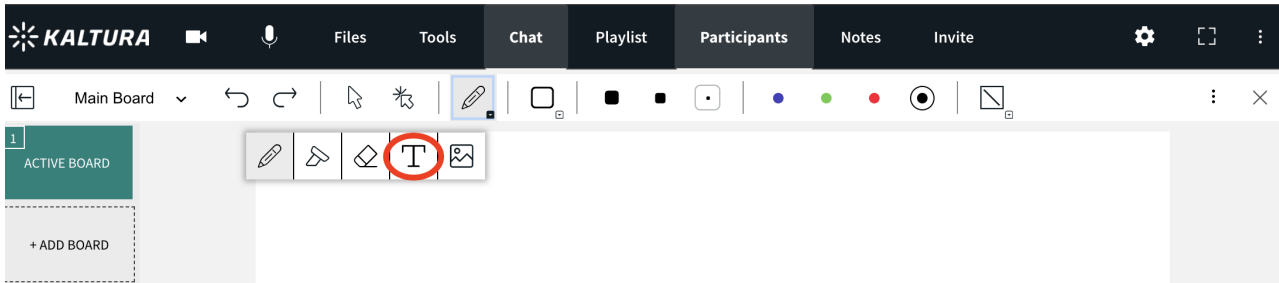 KALTURA Files Tools Chat Playlist Participants Notes Invite
Main Board
1
ACTIVE BOARD
T
+ ADD BOARD